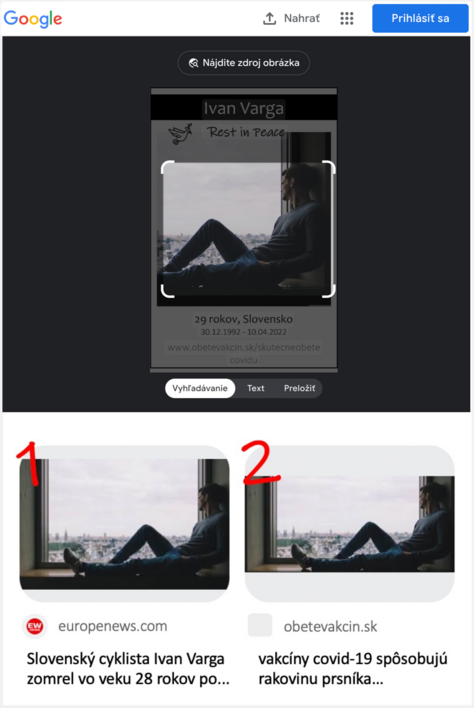 Google
Nahrať
Prihlásiť sa
Nájdite zdroj obrázka
Ivan Varga
Rest in Peace
29 rokov, Slovensko
30.12.1992 - 10.04.2022
www.obetevakcin.sk/skutecneobete
covidu
Vyhľadávanie
Text
Preložiť
1
2
EW
europenews.com
obetevakcin.sk
Slovenský cyklista Ivan Varga
zomrel vo veku 28 rokov po...
vakcíny covid-19 spôsobujú
rakovinu prsníka...